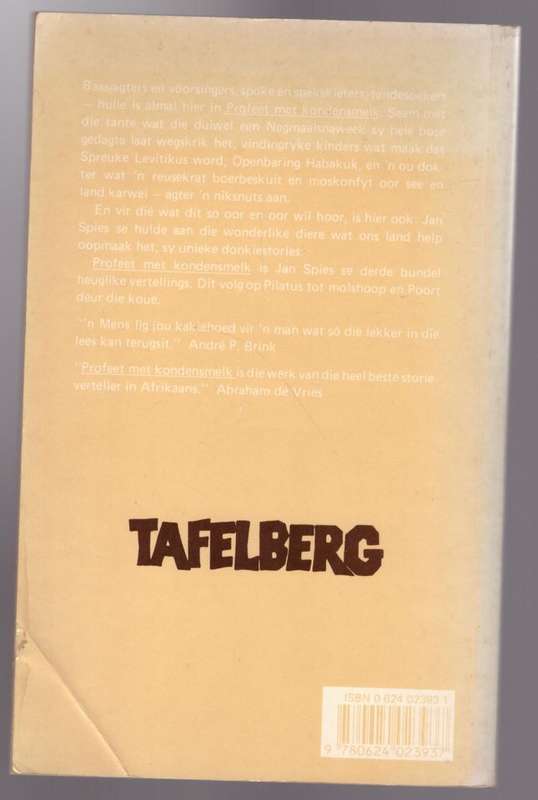 Basjagters en voorsingers, spoke en
— hulle is almal hier in Profeet met kondensmelk. Saam met
die tante wat die duiwel een Nagmaalsnaweek sy hele bose
gedagte laat wegskrik het, vindingryke kinders wat maak dat
Spreuke Levitikus word, Openbaring Habakuk, en 'n ou dok-
ter wat 'n reusekrat boerbeskuit en moskonfyt oor see en
land karwei — agter 'n niksnuts aan.
En vir dié wat dit so oor en oor wil hoor, is hier ook: Jan
Spies se hulde aan die wonderlike diere wat ons land help
oopmaak het, sy unieke donkiestories.
Profeet met kondensmelk is Jan Spies se derde bundel
heuglike vertellings. Dit volg op Pilatus tot molshoop en Poort
deur die koue.
"'n Mens lig jou kakiehoed vir 'n man wat só die lekker in die
lees kan terugsit." André P. Brink
"Profeet met kondensmelk is die werk van die heel beste storie-
verteller in Afrikaans." Abraham de Vries
TAFELBERG
ISBN 0 624 02393 1
9 780624 023937